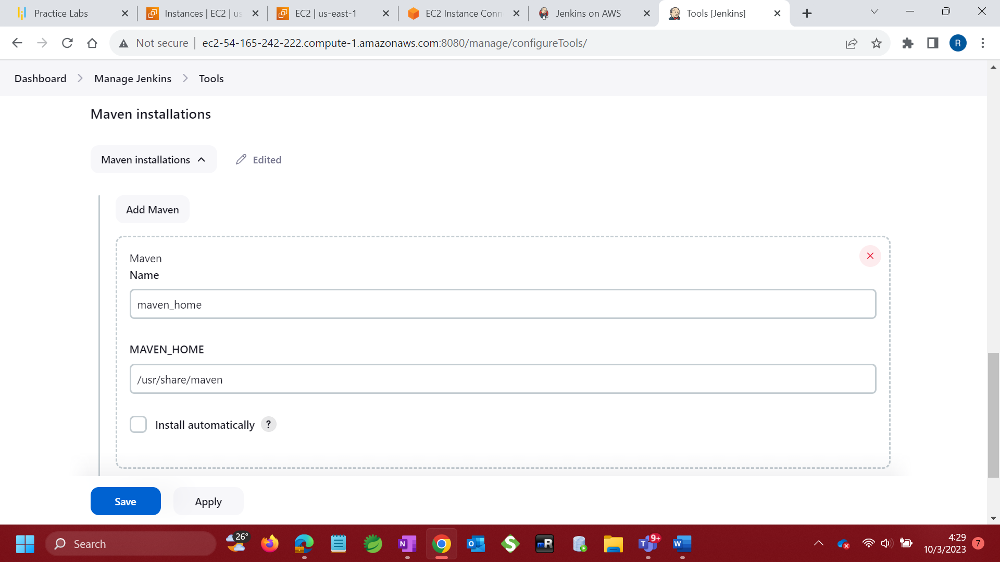 Practice Labs
Instances | EC2 | us
EC2 | us-east-1
EC2 Instance Conn
Jenkins on AWS
Tools [Jenkins]
Not secure
ec2-54-165-242-222.compute-1.amazonaws.com:8080/manage/configureTools/
R
Dashboard
Manage Jenkins
Tools
Maven installations
Maven installations
Edited
Add Maven
Maven
Name
maven_home
MAVEN_HOME
/usr/share/maven
Install automatically
?
Save
Apply
Search
26°
N
O
S
mR
T
9+
W
4:29
10/3/2023
7